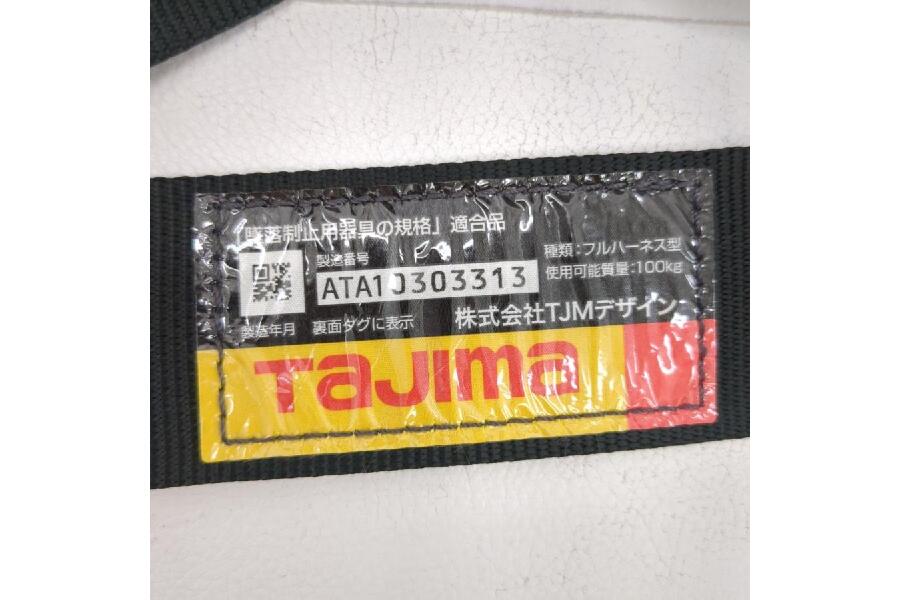 「墜落制止用器具の規格」適合品
製造番号
ATA10303313
種類：フルハーネス型
使用可能質量：100kg
製造年月 裏面タグに表示
株式会社TJMデザイン
TaJima